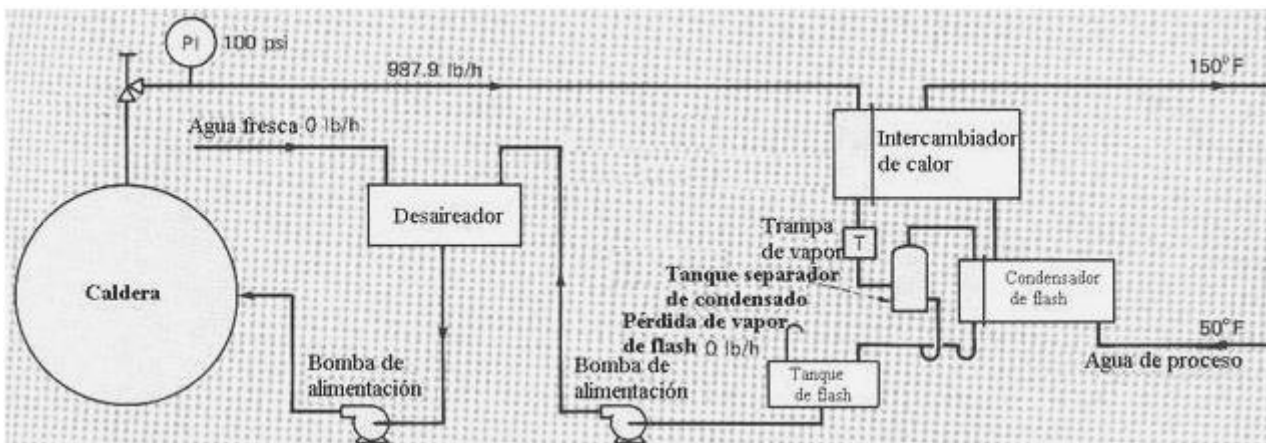 PI
100 psi
987.9 lb/h
150°F
Agua fresca 0 lb/h
Intercambiador
de calor
Desaireador
Trampa
de vapor
T
Tanque separador
de condensado
Condensador
de flash
Caldera
Pérdida de vapor
de flash 0 lb/h
50°F
Agua de proceso
Bomba de
alimentación
Bomba de
alimentación
Tanque
de flash